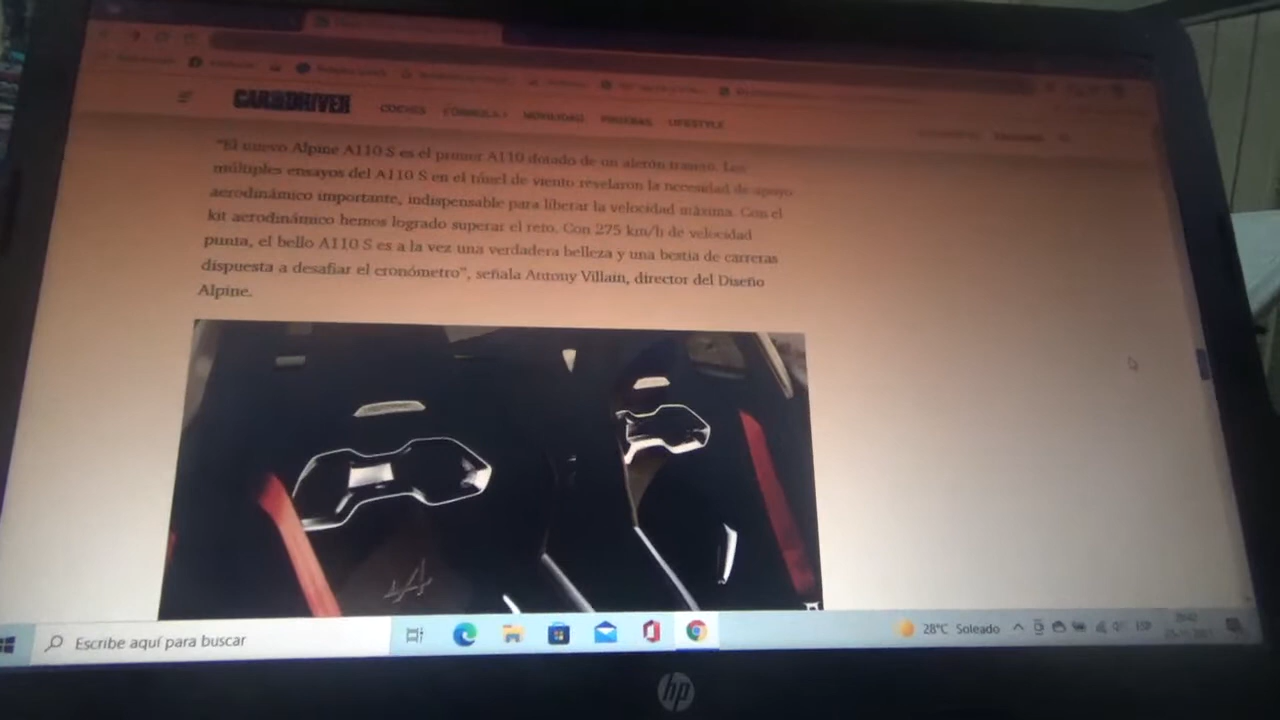 CAR AND DRIVER COCHES FÓRMULA 1 MOVILIDAD PRUEBAS LIFESTYLE
"El nuevo Alpine A110 S es el primer A110 dotado de un alerón trasero. Los
múltiples ensayos del A110 S en el túnel de viento revelaron la necesidad de apoyo
aerodinámico importante, indispensable para liberar la velocidad máxima. Con el
kit aerodinámico hemos logrado superar el reto. Con 275 km/h de velocidad
punta, el bello A110 S es a la vez una verdadera belleza y una bestia de carreras
dispuesta a desafiar el cronómetro", señala Antony Villain, director del Diseño
Alpine.
Escribe aquí para buscar
28°C Soleado
ESP
hp